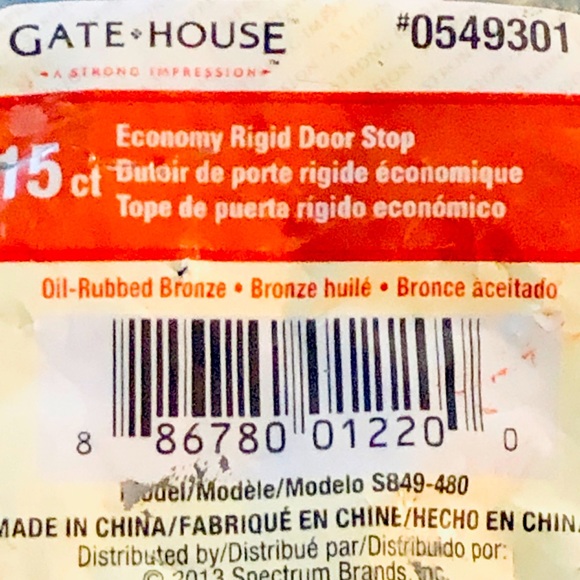 GATE HOUSE™ #0549301
A STRONG IMPRESSION
15 ct
Economy Rigid Door Stop
Butoir de porte rigide économique
Tope de puerta rígido económico
Oil-Rubbed Bronze • Bronze huilé • Bronce aceitado
8 86780 01220 0
Model/Modèle/Modelo S849-480
MADE IN CHINA/FABRIQUÉ EN CHINE/HECHO EN CHINA
Distributed by/Distribué par/Distribuido por:
© 2013 Spectrum Brands, Inc.